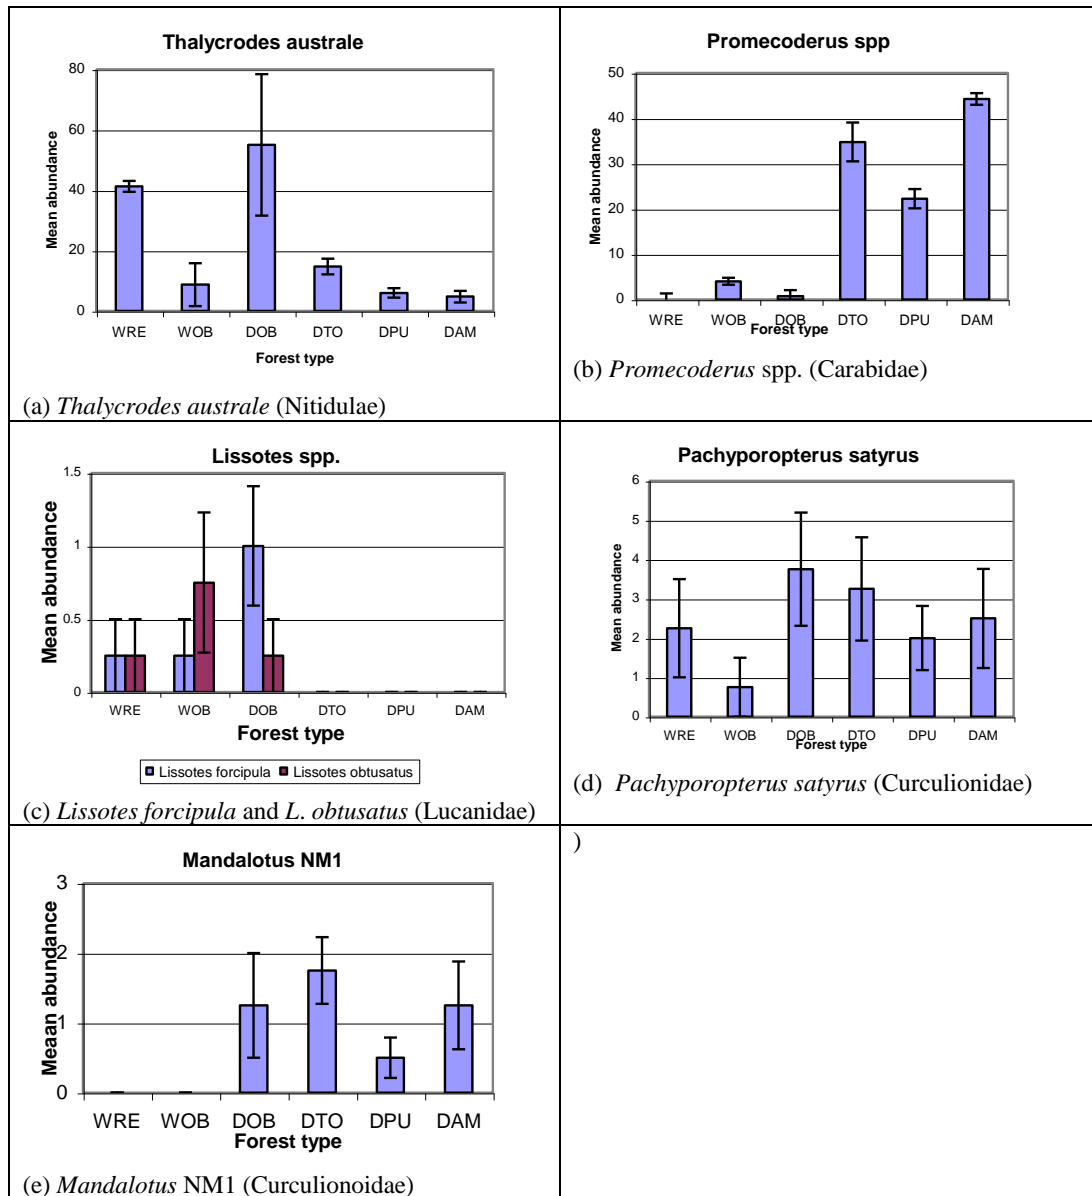 Thalycrodes australe
80
60
40
20
0
Mean abundance
WRE WOB DOB DTO DPU DAM
Forest type
(a) Thalycrodes australe (Nitidulae)
Promecoderus spp
50
40
30
20
10
0
Mean abundance
WRE WOB DOB DTO DPU DAM
Forest type
(b) Promecoderus spp. (Carabidae)
Lissotes spp.
1.5
1
0.5
0
Mean abundance
WRE WOB DOB DTO DPU DAM
Forest type
Lissotes forcipula Lissotes obtusatus
(c) Lissotes forcipula and L. obtusatus (Lucanidae)
Pachyporopterus satyrus
6
5
4
3
2
1
0
Mean abundance
WRE WOB DOB DTO DPU DAM
Forest type
(d) Pachyporopterus satyrus (Curculionidae)
Mandalotus NM1
3
2
1
0
Meaan abundance
WRE WOB DOB DTO DPU DAM
Forest type
(e) Mandalotus NM1 (Curculionoidae)
)